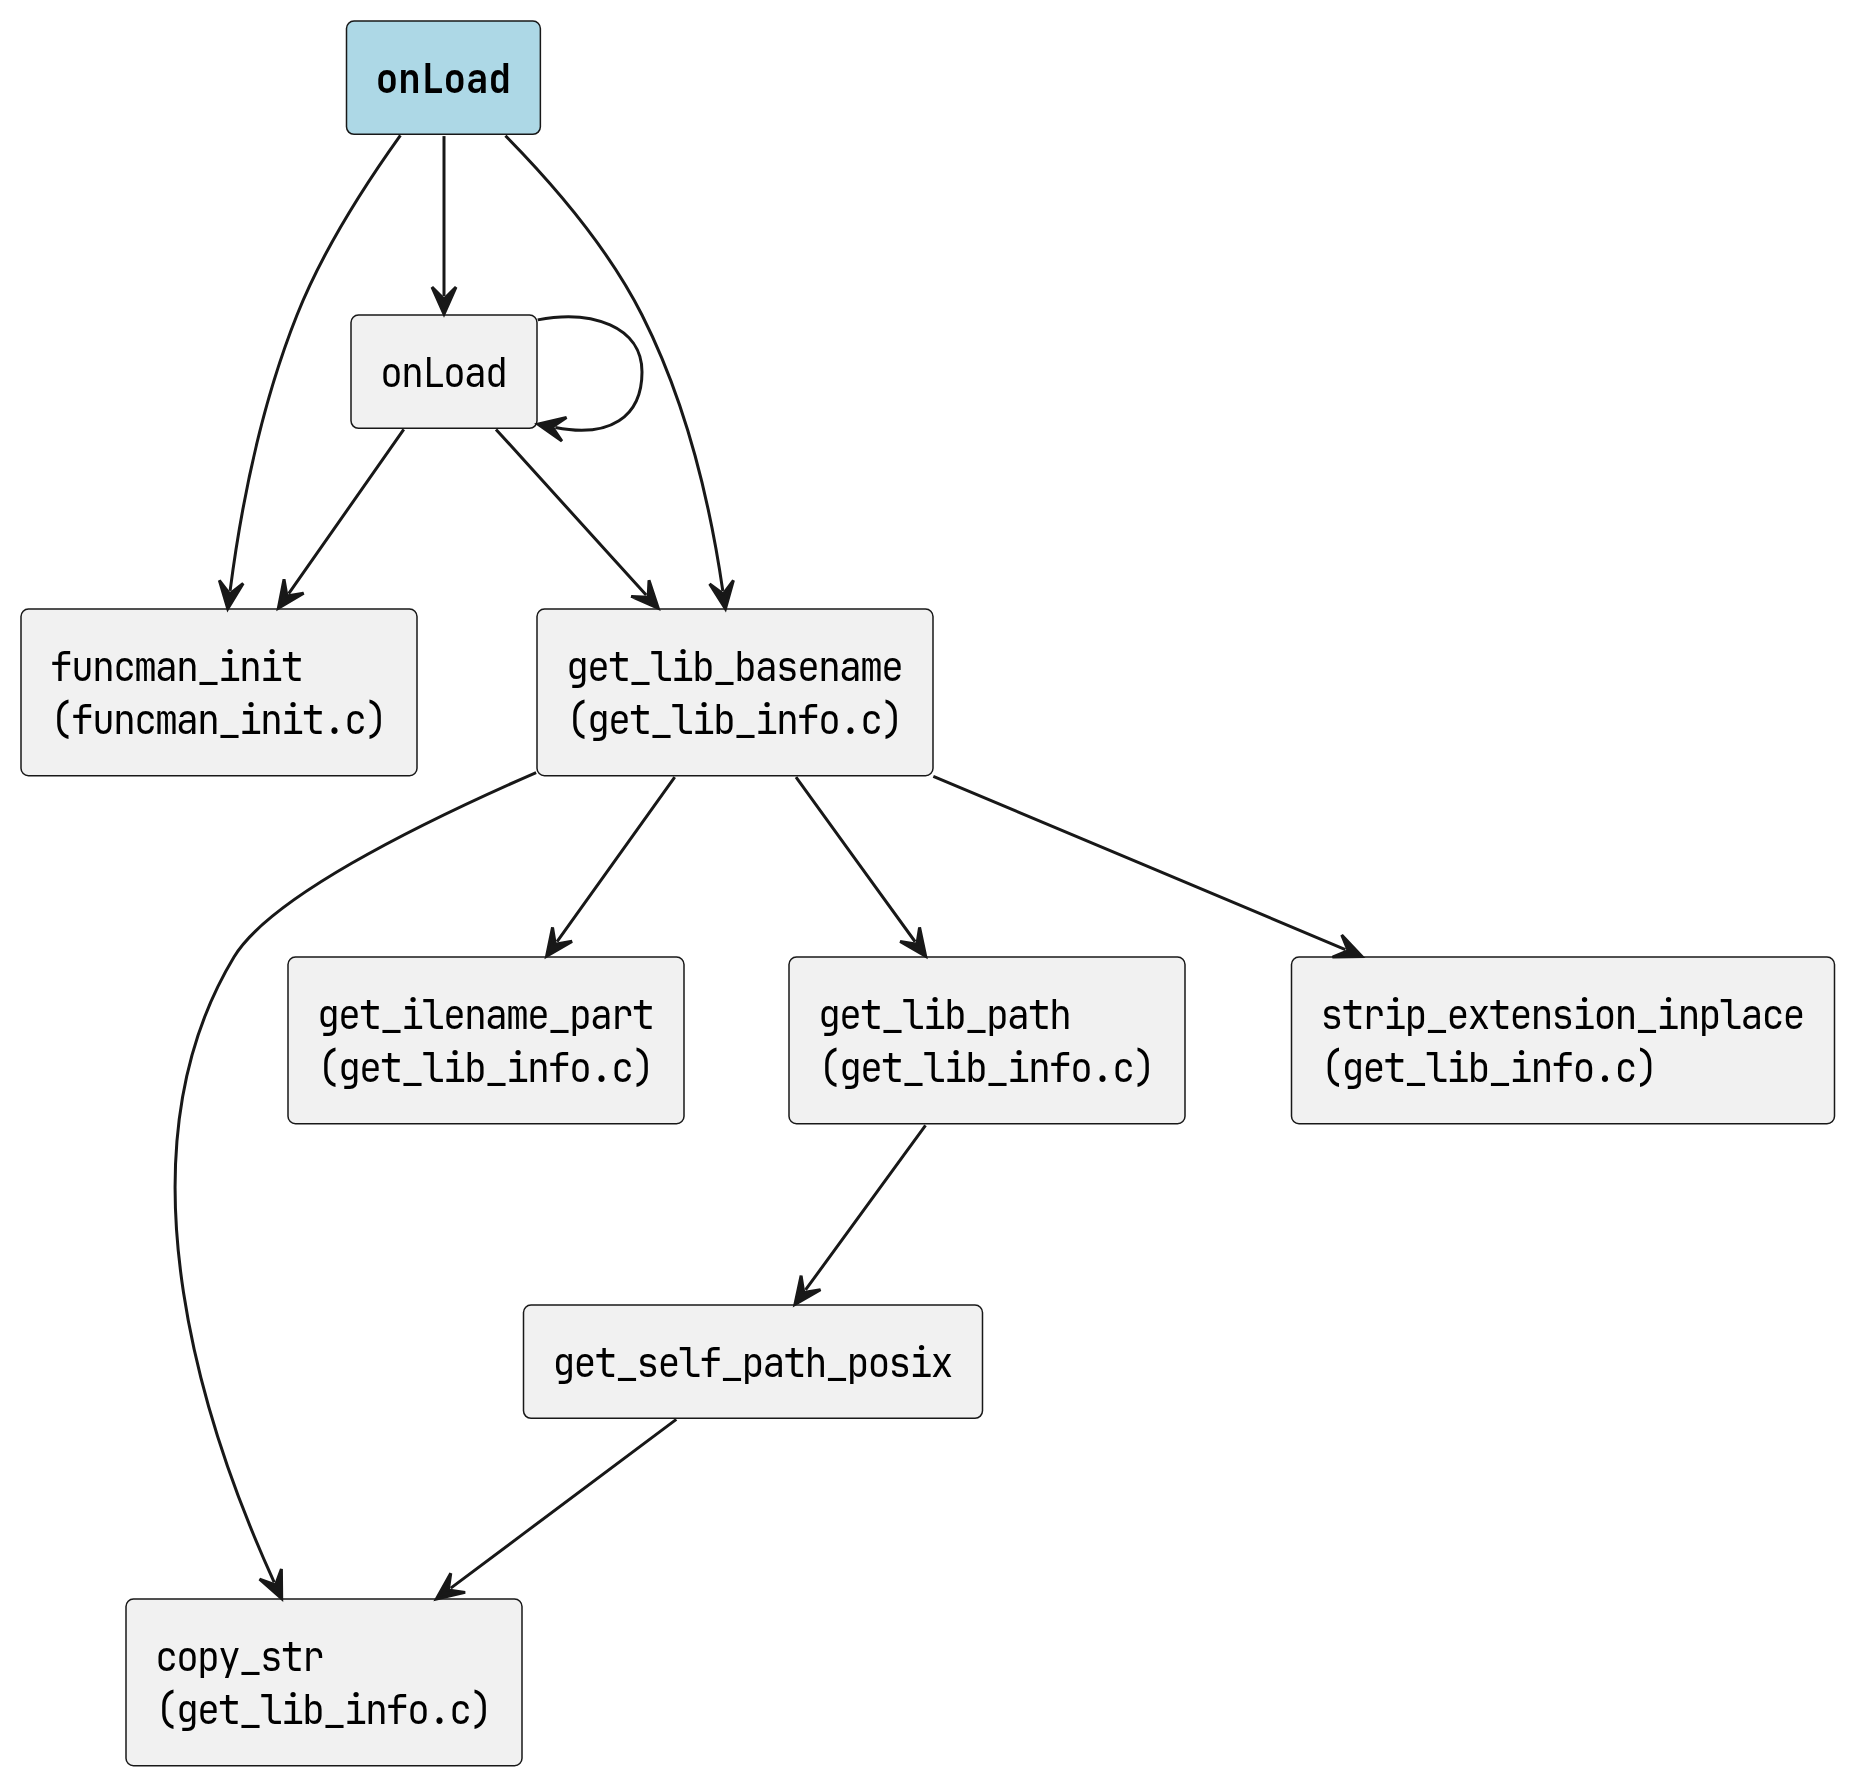 onLoad
onLoad
funcman_init
(funcman_init.c)
get_lib_basename
(get_lib_info.c)
get_ilename_part
(get_lib_info.c)
get_lib_path
(get_lib_info.c)
strip_extension_inplace
(get_lib_info.c)
get_self_path_posix
copy_str
(get_lib_info.c)